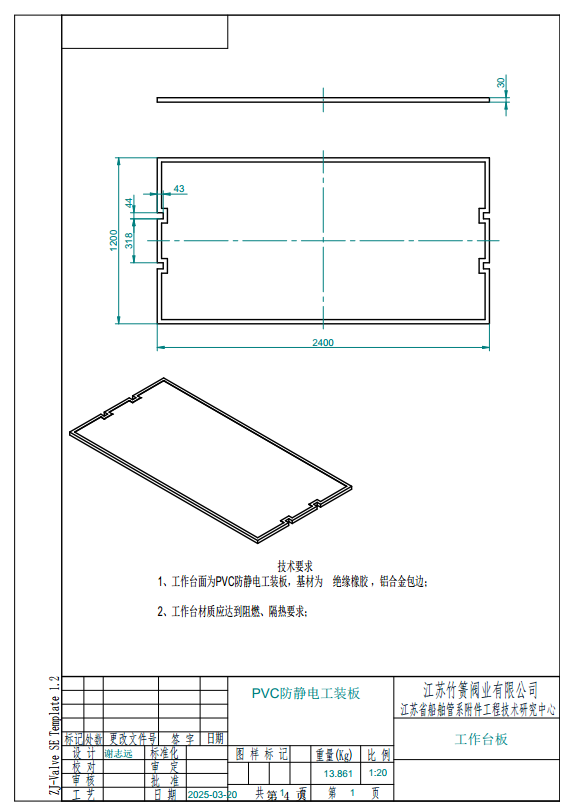 30
43
44
318
1200
2400
技术要求
1、工作台面为PVC防静电工装板，基材为 绝缘橡胶，铝合金包边；
2、工作台材质应达到阻燃、隔热要求；
ZJ-Valve SE Template 1.2
PVC防静电工装板
江苏竹箦阀业有限公司
江苏省船舶管系附件工程技术研究中心
工作台板
标记 处数 更改文件号 签 字 日期
设 计 谢志远 标准化
图 样 标 记 重量(Kg) 比 例
校 对 审 定
13.861 1:20
审 核 批 准
工 艺 日 期 2025-03-20
共 14 页 第 1 页